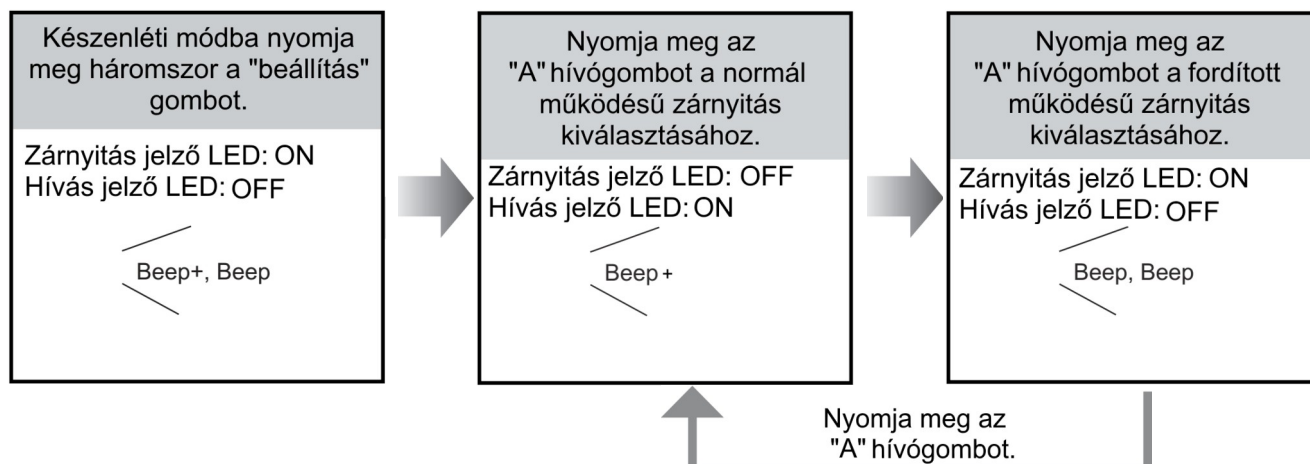 Készenléti módba nyomja
meg háromszor a "beállítás"
gombot.
Zárnyitás jelző LED: ON
Hívás jelző LED: OFF
Beep+, Beep
Nyomja meg az
"A" hívógombot a normál
működésű zárnyitás
kiválasztásához.
Zárnyitás jelző LED: OFF
Hívás jelző LED: ON
Beep +
Nyomja meg az
"A" hívógombot a fordított
működésű zárnyitás
kiválasztásához.
Zárnyitás jelző LED: ON
Hívás jelző LED: OFF
Beep, Beep
Nyomja meg az
"A" hívógombot.